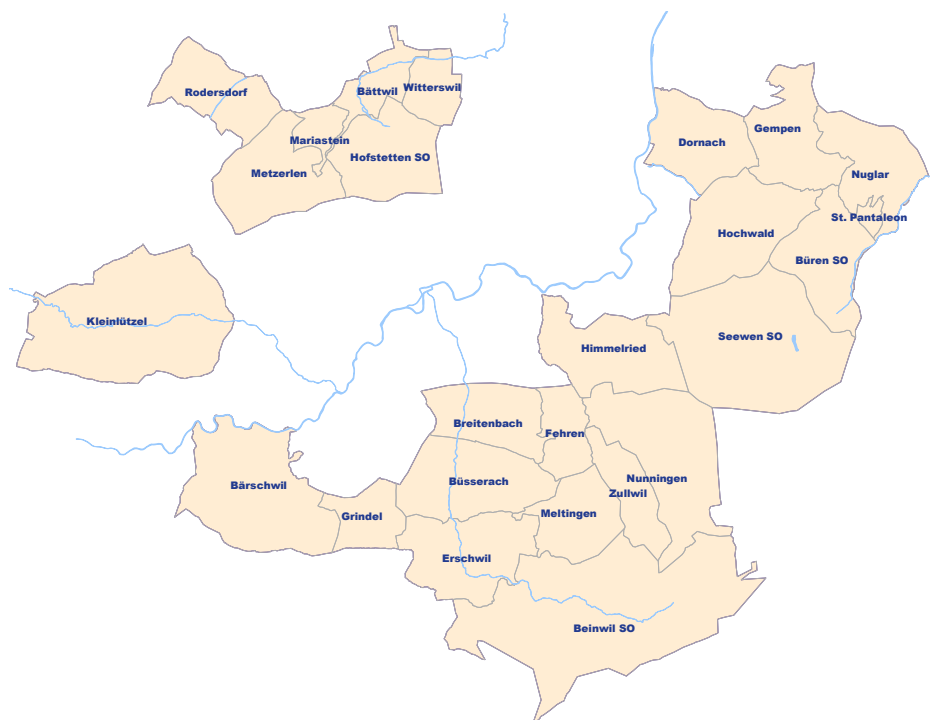 Rodersdorf
Bättwil
Witterswil
Mariastein
Hofstetten SO
Metzerlen
Dornach
Gempen
Nuglar
St. Pantaleon
Hochwald
Büren SO
Kleinlützel
Seewen SO
Himmelried
Breitenbach
Fehren
Bärschwil
Büsserach
Nunningen
Zullwil
Grindel
Meltingen
Erschwil
Beinwil SO